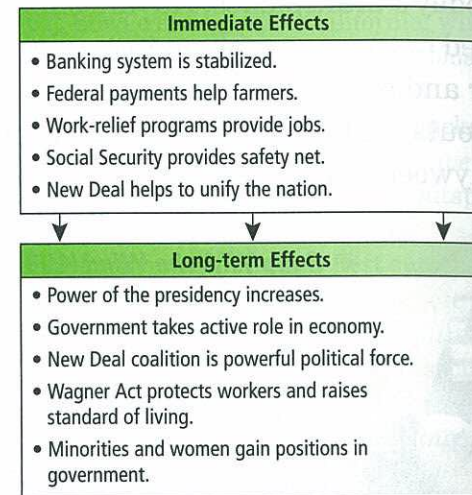 Immediate Effects
• Banking system is stabilized.
• Federal payments help farmers.
• Work-relief programs provide jobs.
• Social Security provides safety net.
• New Deal helps to unify the nation.
Long-term Effects
• Power of the presidency increases.
• Government takes active role in economy.
• New Deal coalition is powerful political force.
• Wagner Act protects workers and raises
standard of living.
• Minorities and women gain positions in
government.